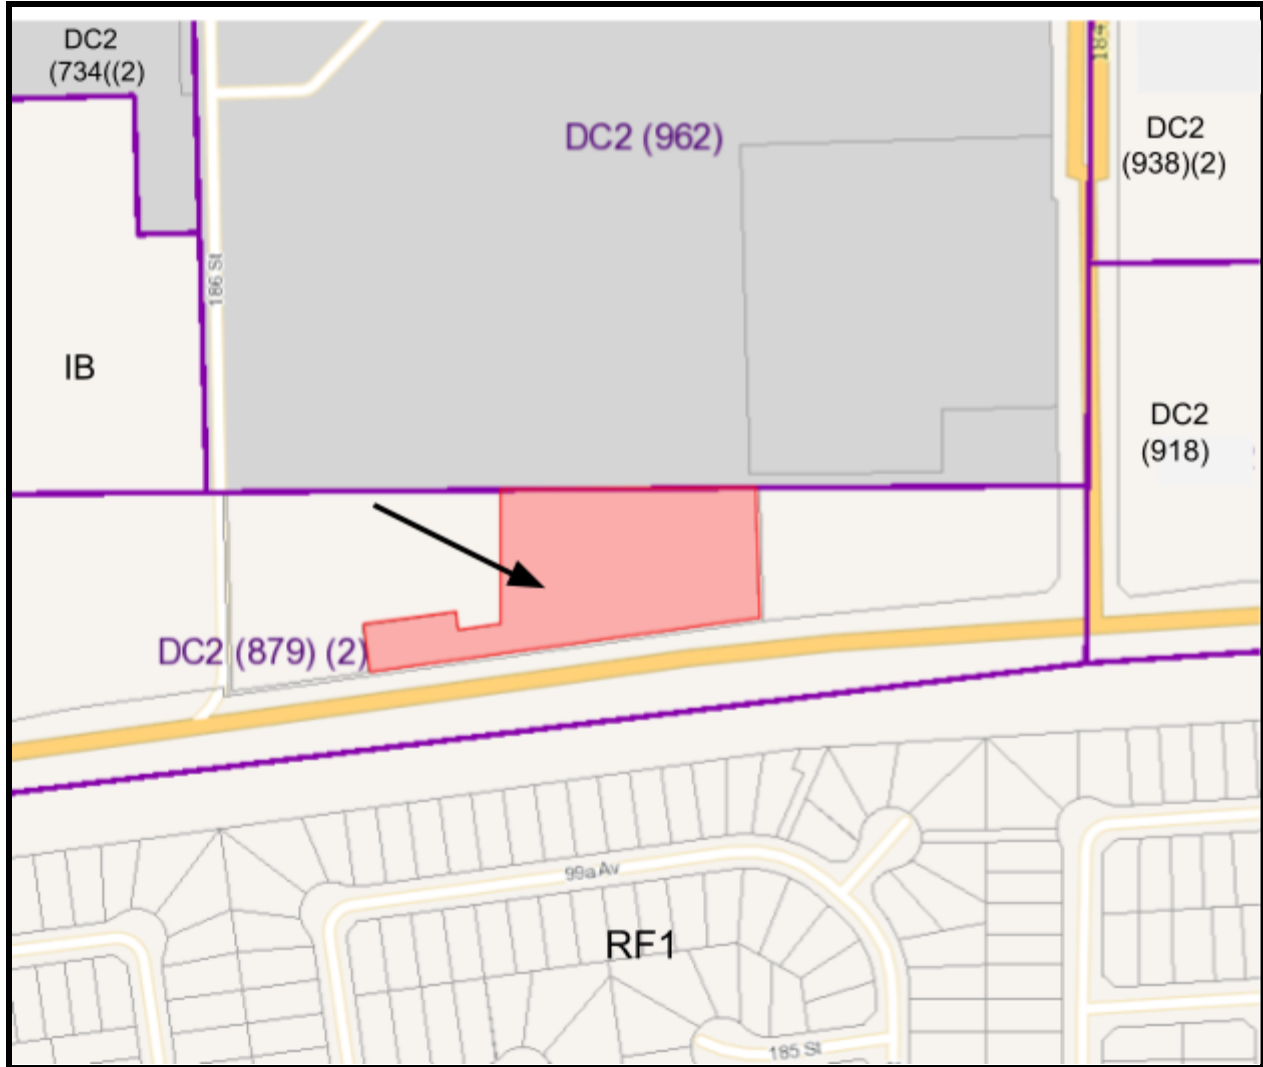 DC2
(734((2)
184
DC2 (962)
DC2
(938)(2)
186 St
IB
DC2
(918)
DC2 (879) (2)
99a Av
RF1
185 St